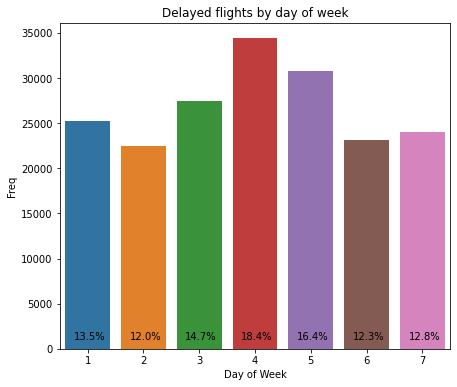 Delayed flights by day of week
35000
30000
25000
20000
15000
10000
5000
0
Freq
13.5% 12.0% 14.7% 18.4% 16.4% 12.3% 12.8%
1 2 3 4 5 6 7
Day of Week